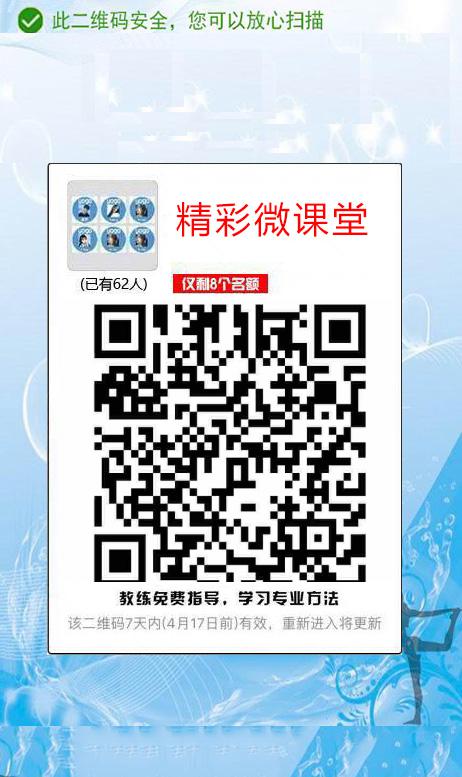 此二维码安全，您可以放心扫描
精彩微课堂
(已有62人)
仅剩8个名额
教练免费指导，学习专业方法
该二维码7天内(4月17日前)有效，重新进入将更新